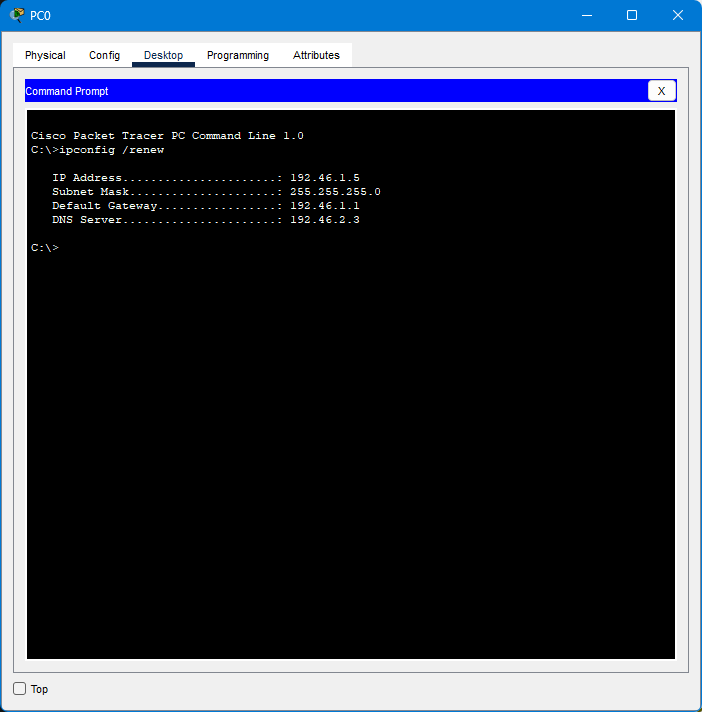 PC0
Physical Config Desktop Programming Attributes
Command Prompt X
Cisco Packet Tracer PC Command Line 1.0
C:\>ipconfig /renew
IP Address......................: 192.46.1.5
Subnet Mask.....................: 255.255.255.0
Default Gateway.................: 192.46.1.1
DNS Server......................: 192.46.2.3
C:\>
Top